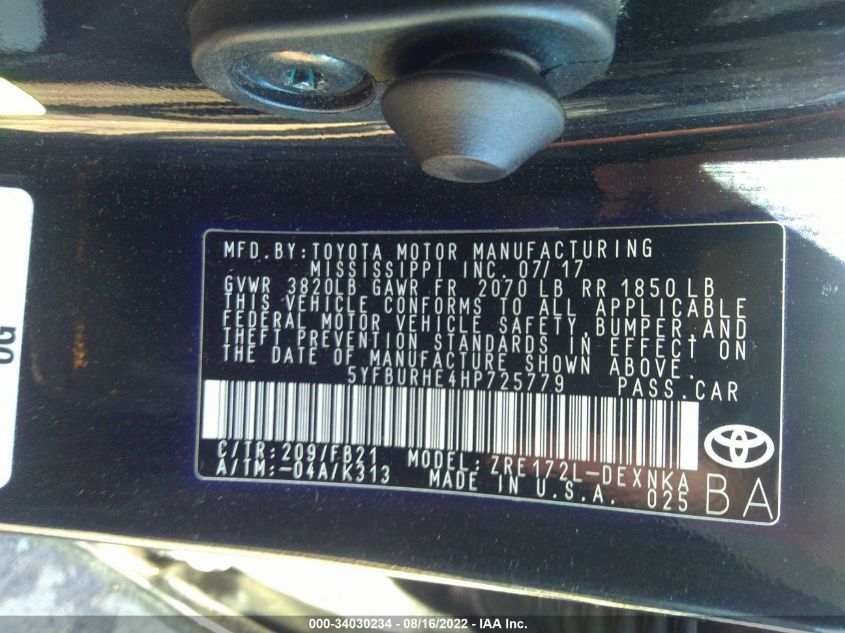 MFD.BY:TOYOTA MOTOR MANUFACTURING
MISSISSIPPI INC. 07/17
GVWR 3820LB GAWR FR 2070 LB RR 1850 LB
THIS VEHICLE CONFORMS TO ALL APPLICABLE
FEDERAL MOTOR VEHICLE SAFETY,BUMPER,AND
THEFT PREVENTION STANDARDS IN EFFECT ON
THE DATE OF MANUFACTURE SHOWN ABOVE.
5YFBURHE4HP725779 PASS.CAR
C/TR:209/FB21 MODEL:ZRE172L-DEXNKA
A/TM:-04A/K313 MADE IN U.S.A. 025
BA
0G
000-34030234 - 08/16/2022 - IAA Inc.